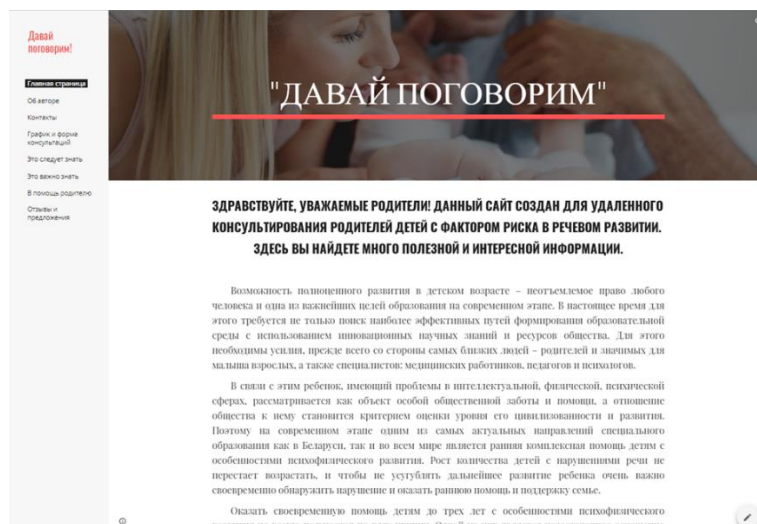 Давай
поговорим!
Главная страница
Об авторе
Контакты
График и форма
консультаций
Это следует знать
Это важно знать
В помощь родителю
Отзывы и
предложения
"ДАВАЙ ПОГОВОРИМ"
ЗДРАВСТВУЙТЕ, УВАЖАЕМЫЕ РОДИТЕЛИ! ДАННЫЙ САЙТ СОЗДАН ДЛЯ УДАЛЕННОГО
КОНСУЛЬТИРОВАНИЯ РОДИТЕЛЕЙ ДЕТЕЙ С ФАКТОРОМ РИСКА В РЕЧЕВОМ РАЗВИТИИ.
ЗДЕСЬ ВЫ НАЙДЕТЕ МНОГО ПОЛЕЗНОЙ И ИНТЕРЕСНОЙ ИНФОРМАЦИИ.
Возможность полноценного развития в детском возрасте – неотъемлемое право любого
человека и одна из важнейших целей образования на современном этапе. В настоящее время для
этого требуется не только поиск наиболее эффективных путей формирования образовательной
среды с использованием инновационных научных знаний и ресурсов общества. Для этого
необходимы усилия, прежде всего со стороны самых близких людей – родителей и значимых для
малыша взрослых, а также специалистов: медицинских работников, педагогов и психологов.
В связи с этим ребенок, имеющий проблемы в интеллектуальной, физической, психической
сферах, рассматривается как объект особой общественной заботы и помощи, а отношение
общества к нему становится критерием оценки уровня его цивилизованности и развития.
Поэтому на современном этапе одним из самых актуальных направлений специального
образования как в Беларуси, так и во всем мире является ранняя комплексная помощь детям с
особенностями психофизического развития. Рост количества детей с нарушениями речи не
перестает возрастать, и чтобы не усугублять дальнейшее развитие ребенка очень важно
своевременно обнаружить нарушение и оказать раннюю помощь и поддержку семье.
Оказать своевременную помощь детям до трех лет с особенностями психофизического